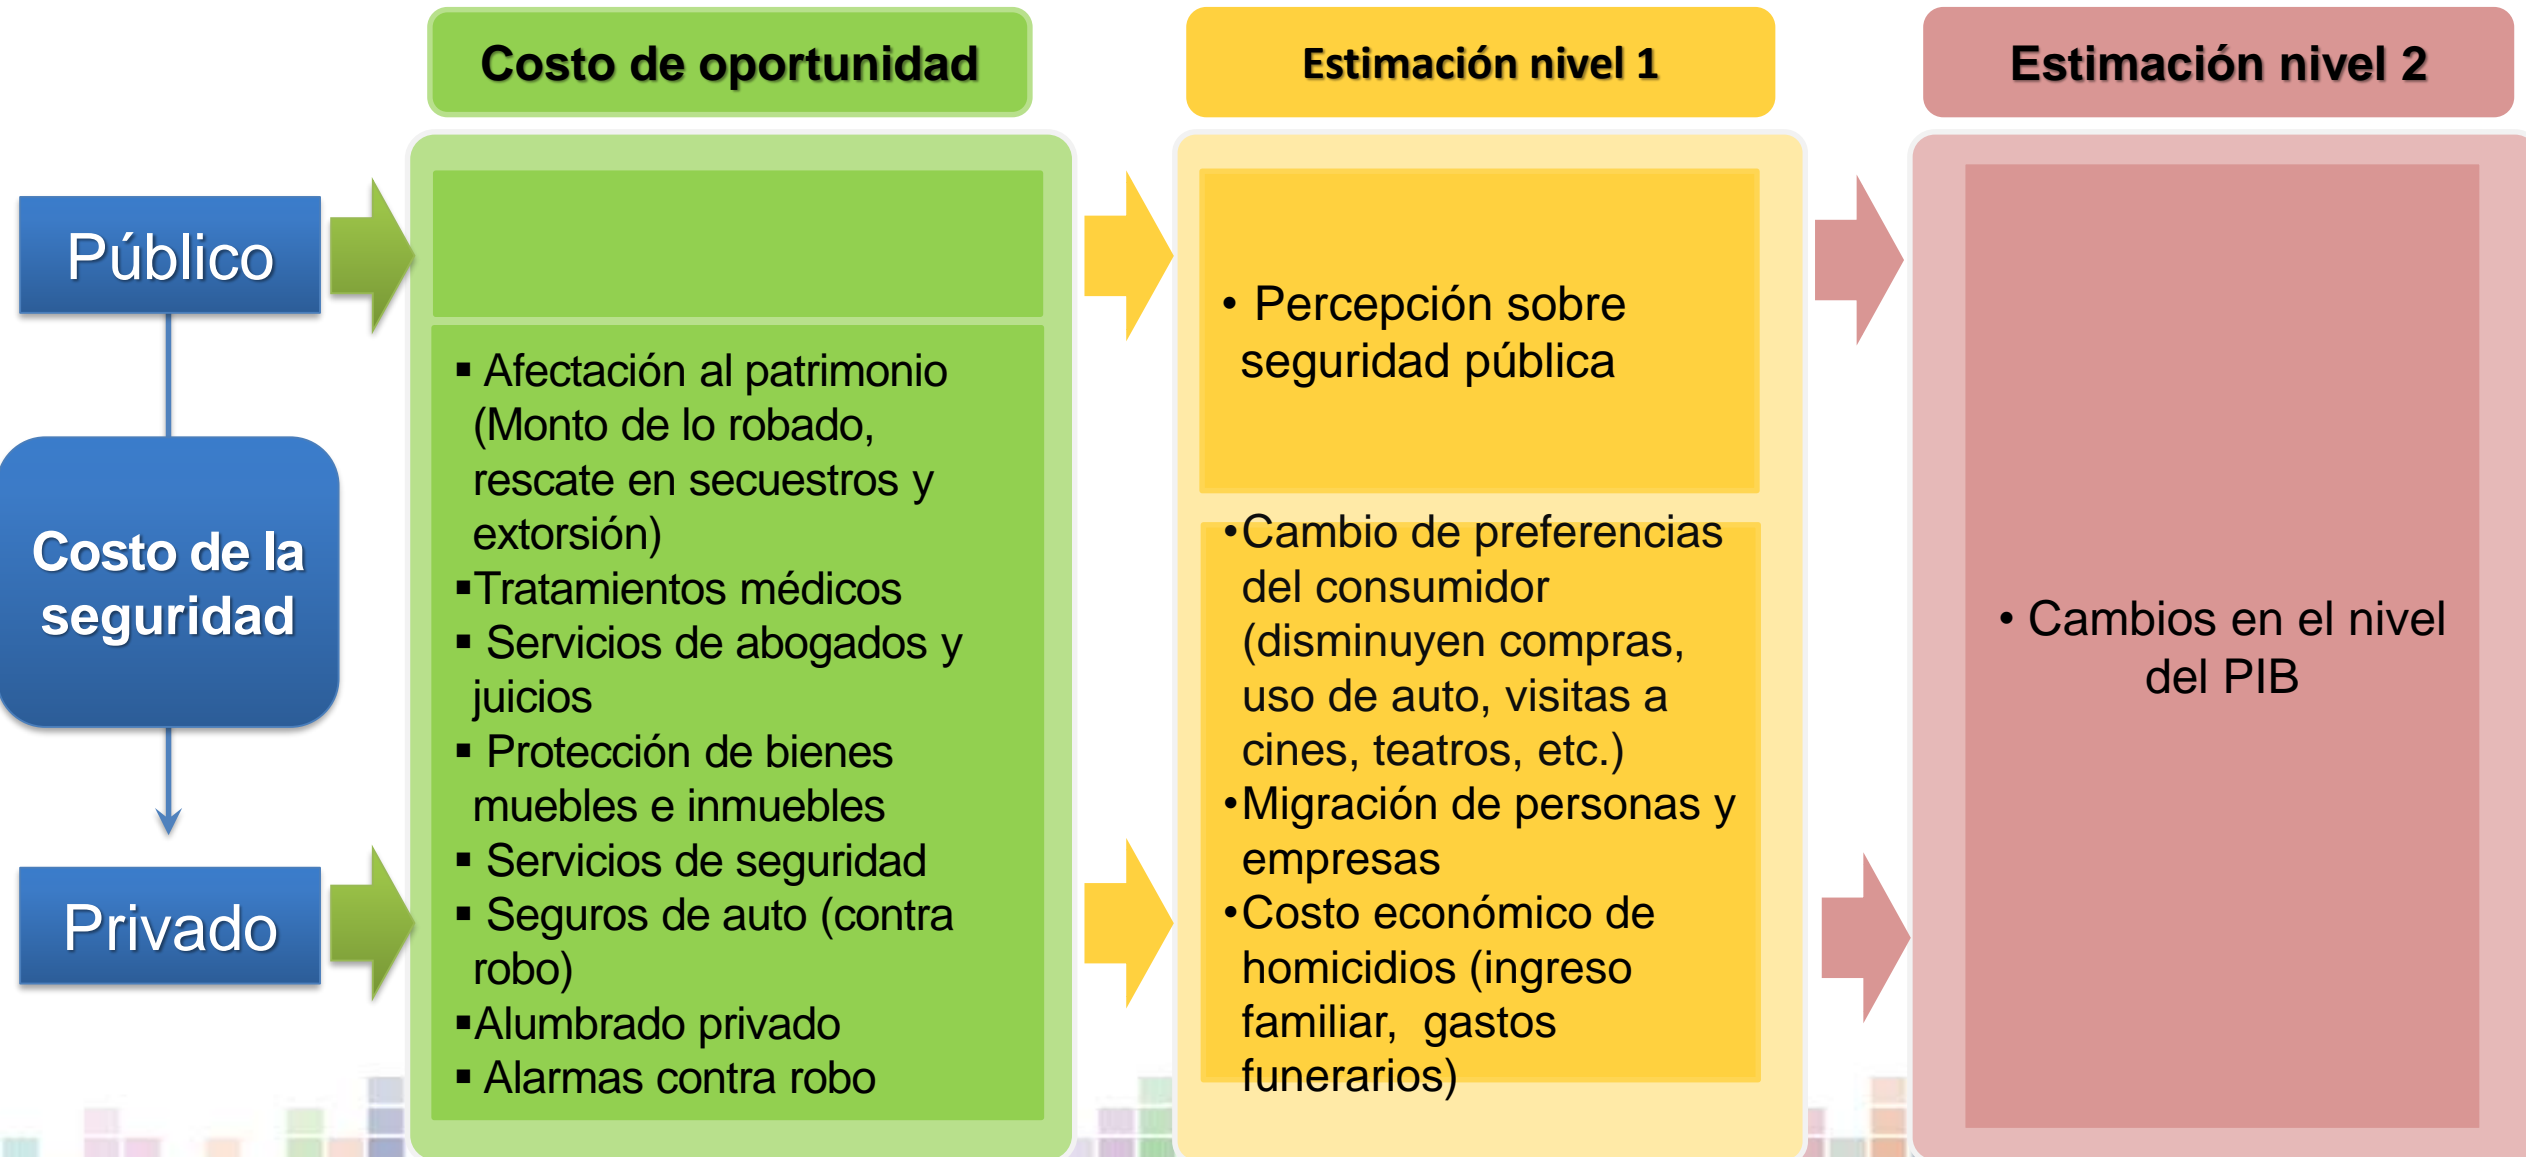 Costo de oportunidad
Estimación nivel 1
Estimación nivel 2
Público
Costo de la
seguridad
Privado
▪ Afectación al patrimonio
(Monto de lo robado,
rescate en secuestros y
extorsión)
▪Tratamientos médicos
▪ Servicios de abogados y
juicios
▪ Protección de bienes
muebles e inmuebles
▪ Servicios de seguridad
▪ Seguros de auto (contra
robo)
▪Alumbrado privado
▪ Alarmas contra robo
• Percepción sobre
seguridad pública
•Cambio de preferencias
del consumidor
(disminuyen compras,
uso de auto, visitas a
cines, teatros, etc.)
•Migración de personas y
empresas
•Costo económico de
homicidios (ingreso
familiar, gastos
funerarios)
• Cambios en el nivel
del PIB